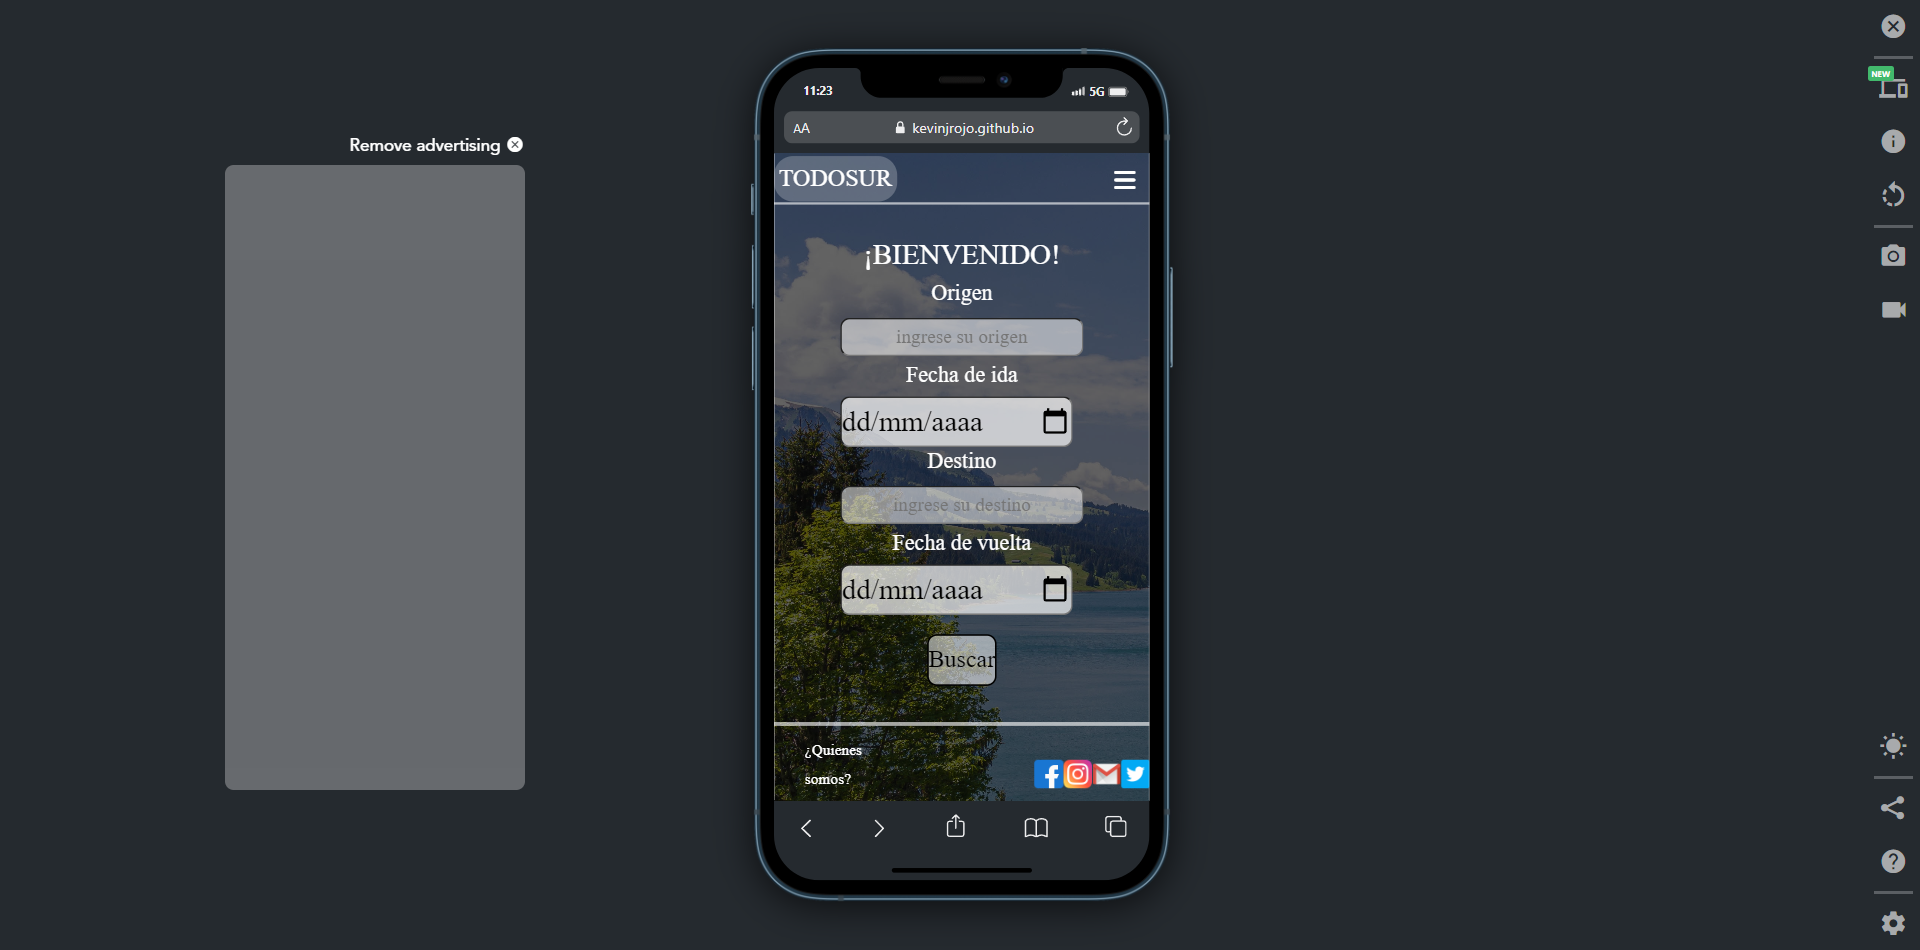 NEW
Remove advertising
11:23
5G
AA
kevinjrojo.github.io
TODOSUR
¡BIENVENIDO!
Origen
ingrese su origen
Fecha de ida
dd/mm/aaaa
Destino
ingrese su destino
Fecha de vuelta
dd/mm/aaaa
Buscar
¿Quienes
somos?